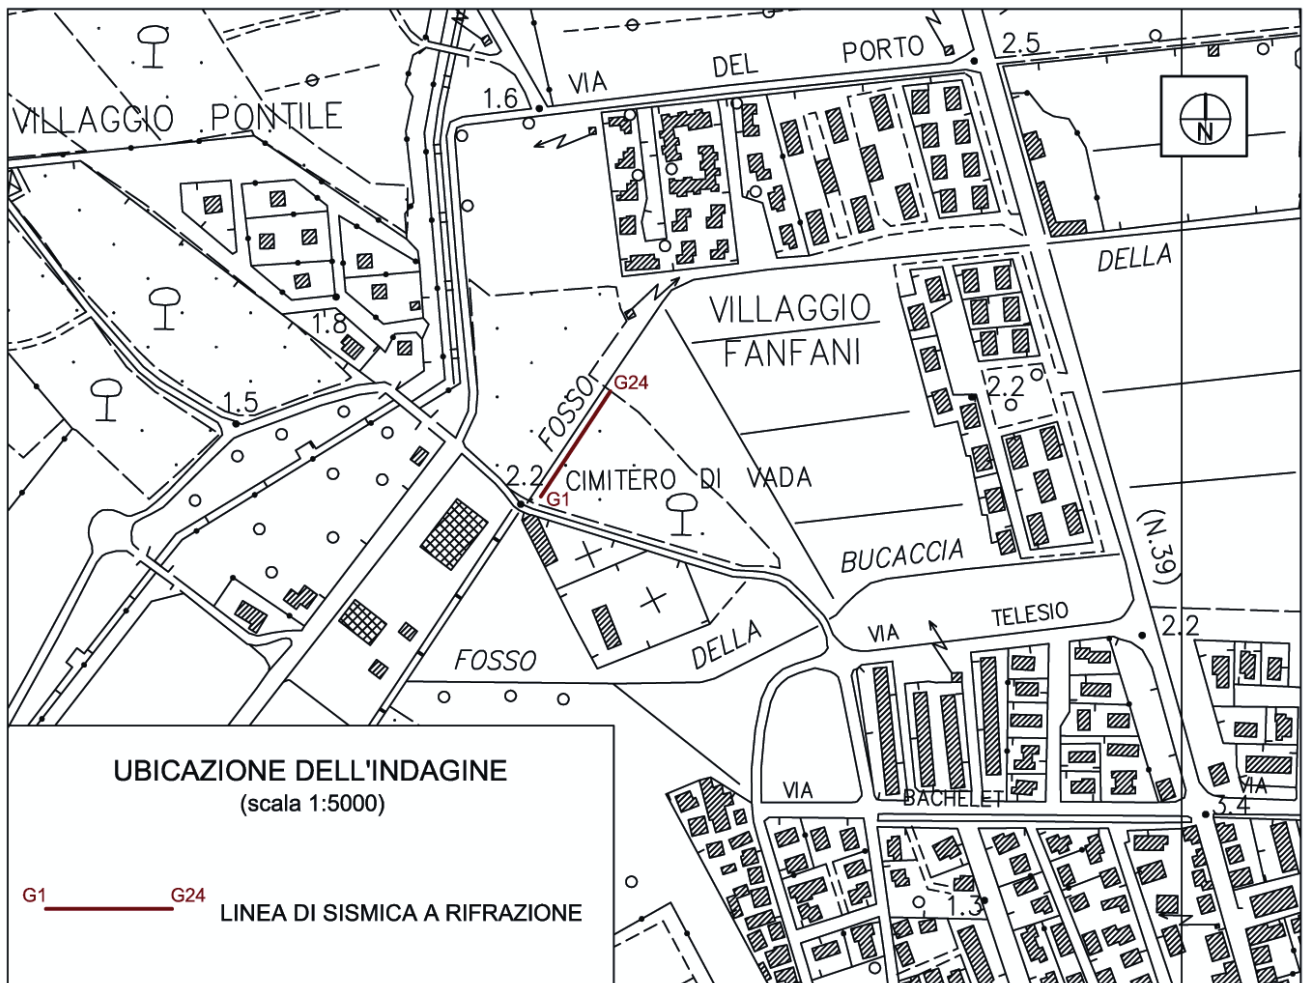 2.5
VIA DEL PORTO
1.6
VILLAGGIO PONTILE
N
DELLA
VILLAGGIO
FANFANI
1.8
G24
2.2
1.5
FOSSO
2.2 CIMITERO DI VADA
G1
(N.39)
BUCACCIA
VIA TELESIO
2.2
FOSSO DELLA
UBICAZIONE DELL'INDAGINE
(scala 1:5000)
VIA BACHELET
VIA
3.4
G1 G24 LINEA DI SISMICA A RIFRAZIONE
1.3